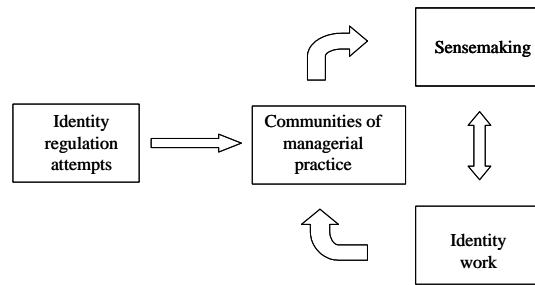 Identity
regulation
attempts
Communities of
managerial
practice
Sensemaking
Identity
work